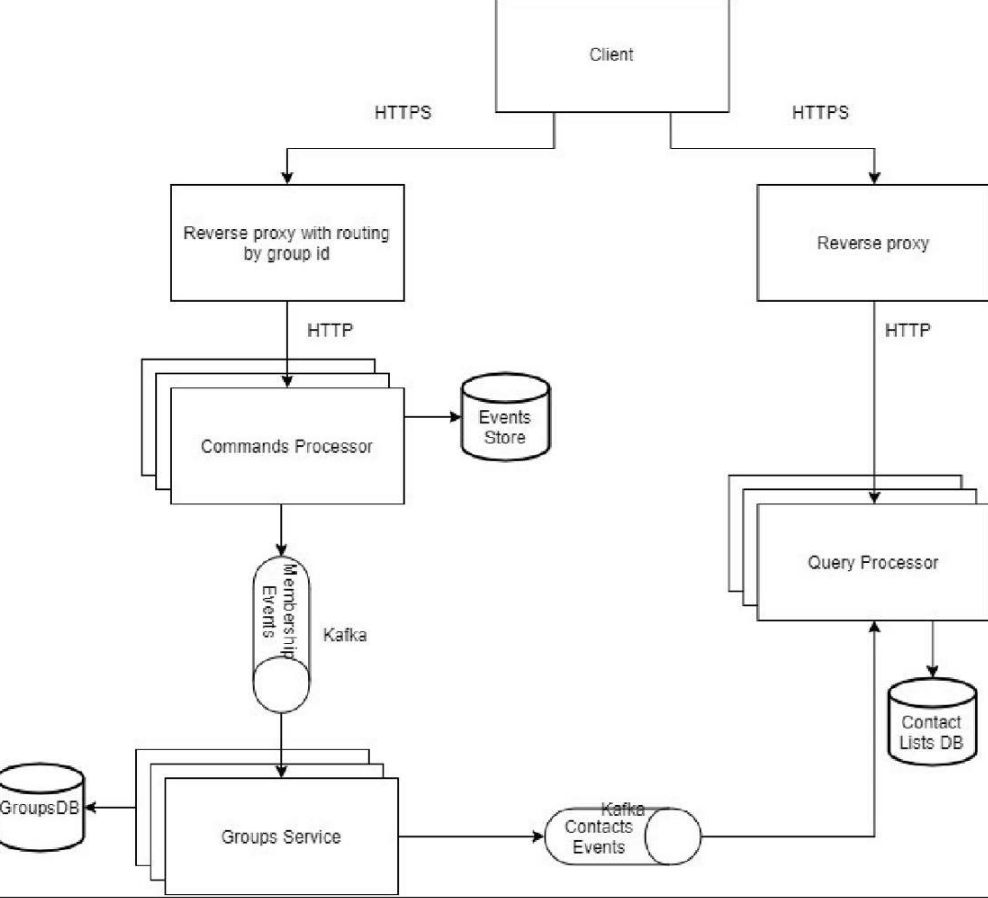 Client
HTTPS
HTTPS
Reverse proxy with routing
by group id
Reverse proxy
HTTP
HTTP
Commands Processor
Events
Store
Query Processor
Membership
Events
Kafka
Contact
Lists DB
GroupsDB
Groups Service
Kafka
Contacts
Events